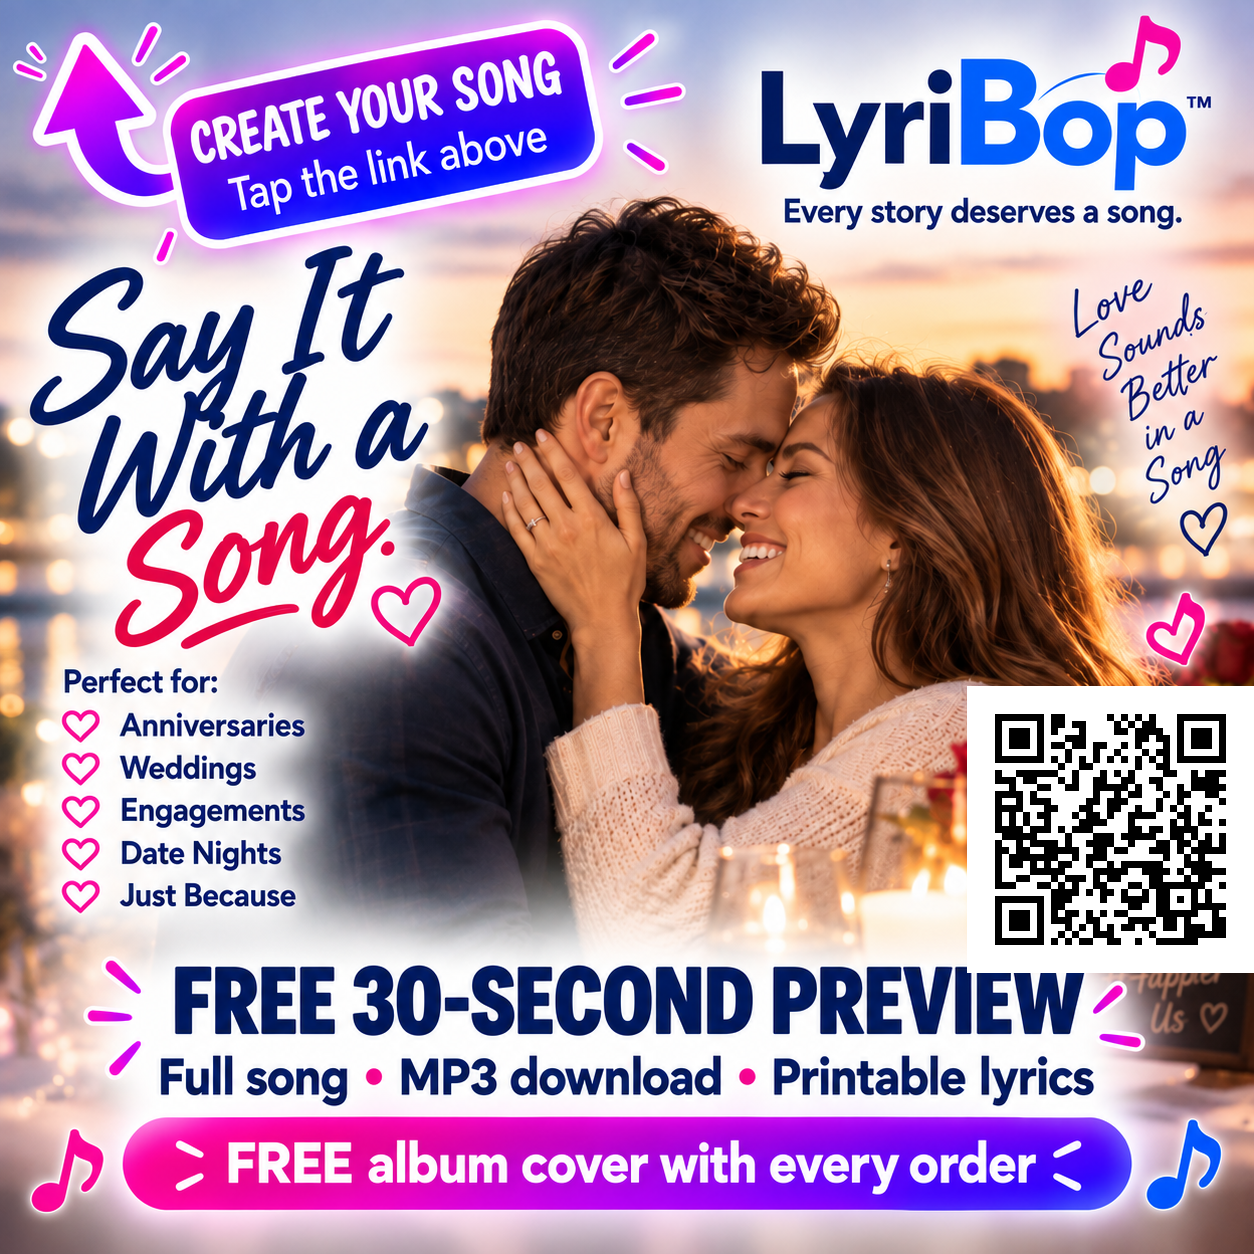 CREATE YOUR SONG
Tap the link above
LyriBop™
Every story deserves a song.
Say It
With a
Song.
Love
Sounds
Better
in a
Song
Perfect for:
Anniversaries
Weddings
Engagements
Date Nights
Just Because
FREE 30-SECOND PREVIEW
Happier
Us
Full song • MP3 download • Printable lyrics
FREE album cover with every order